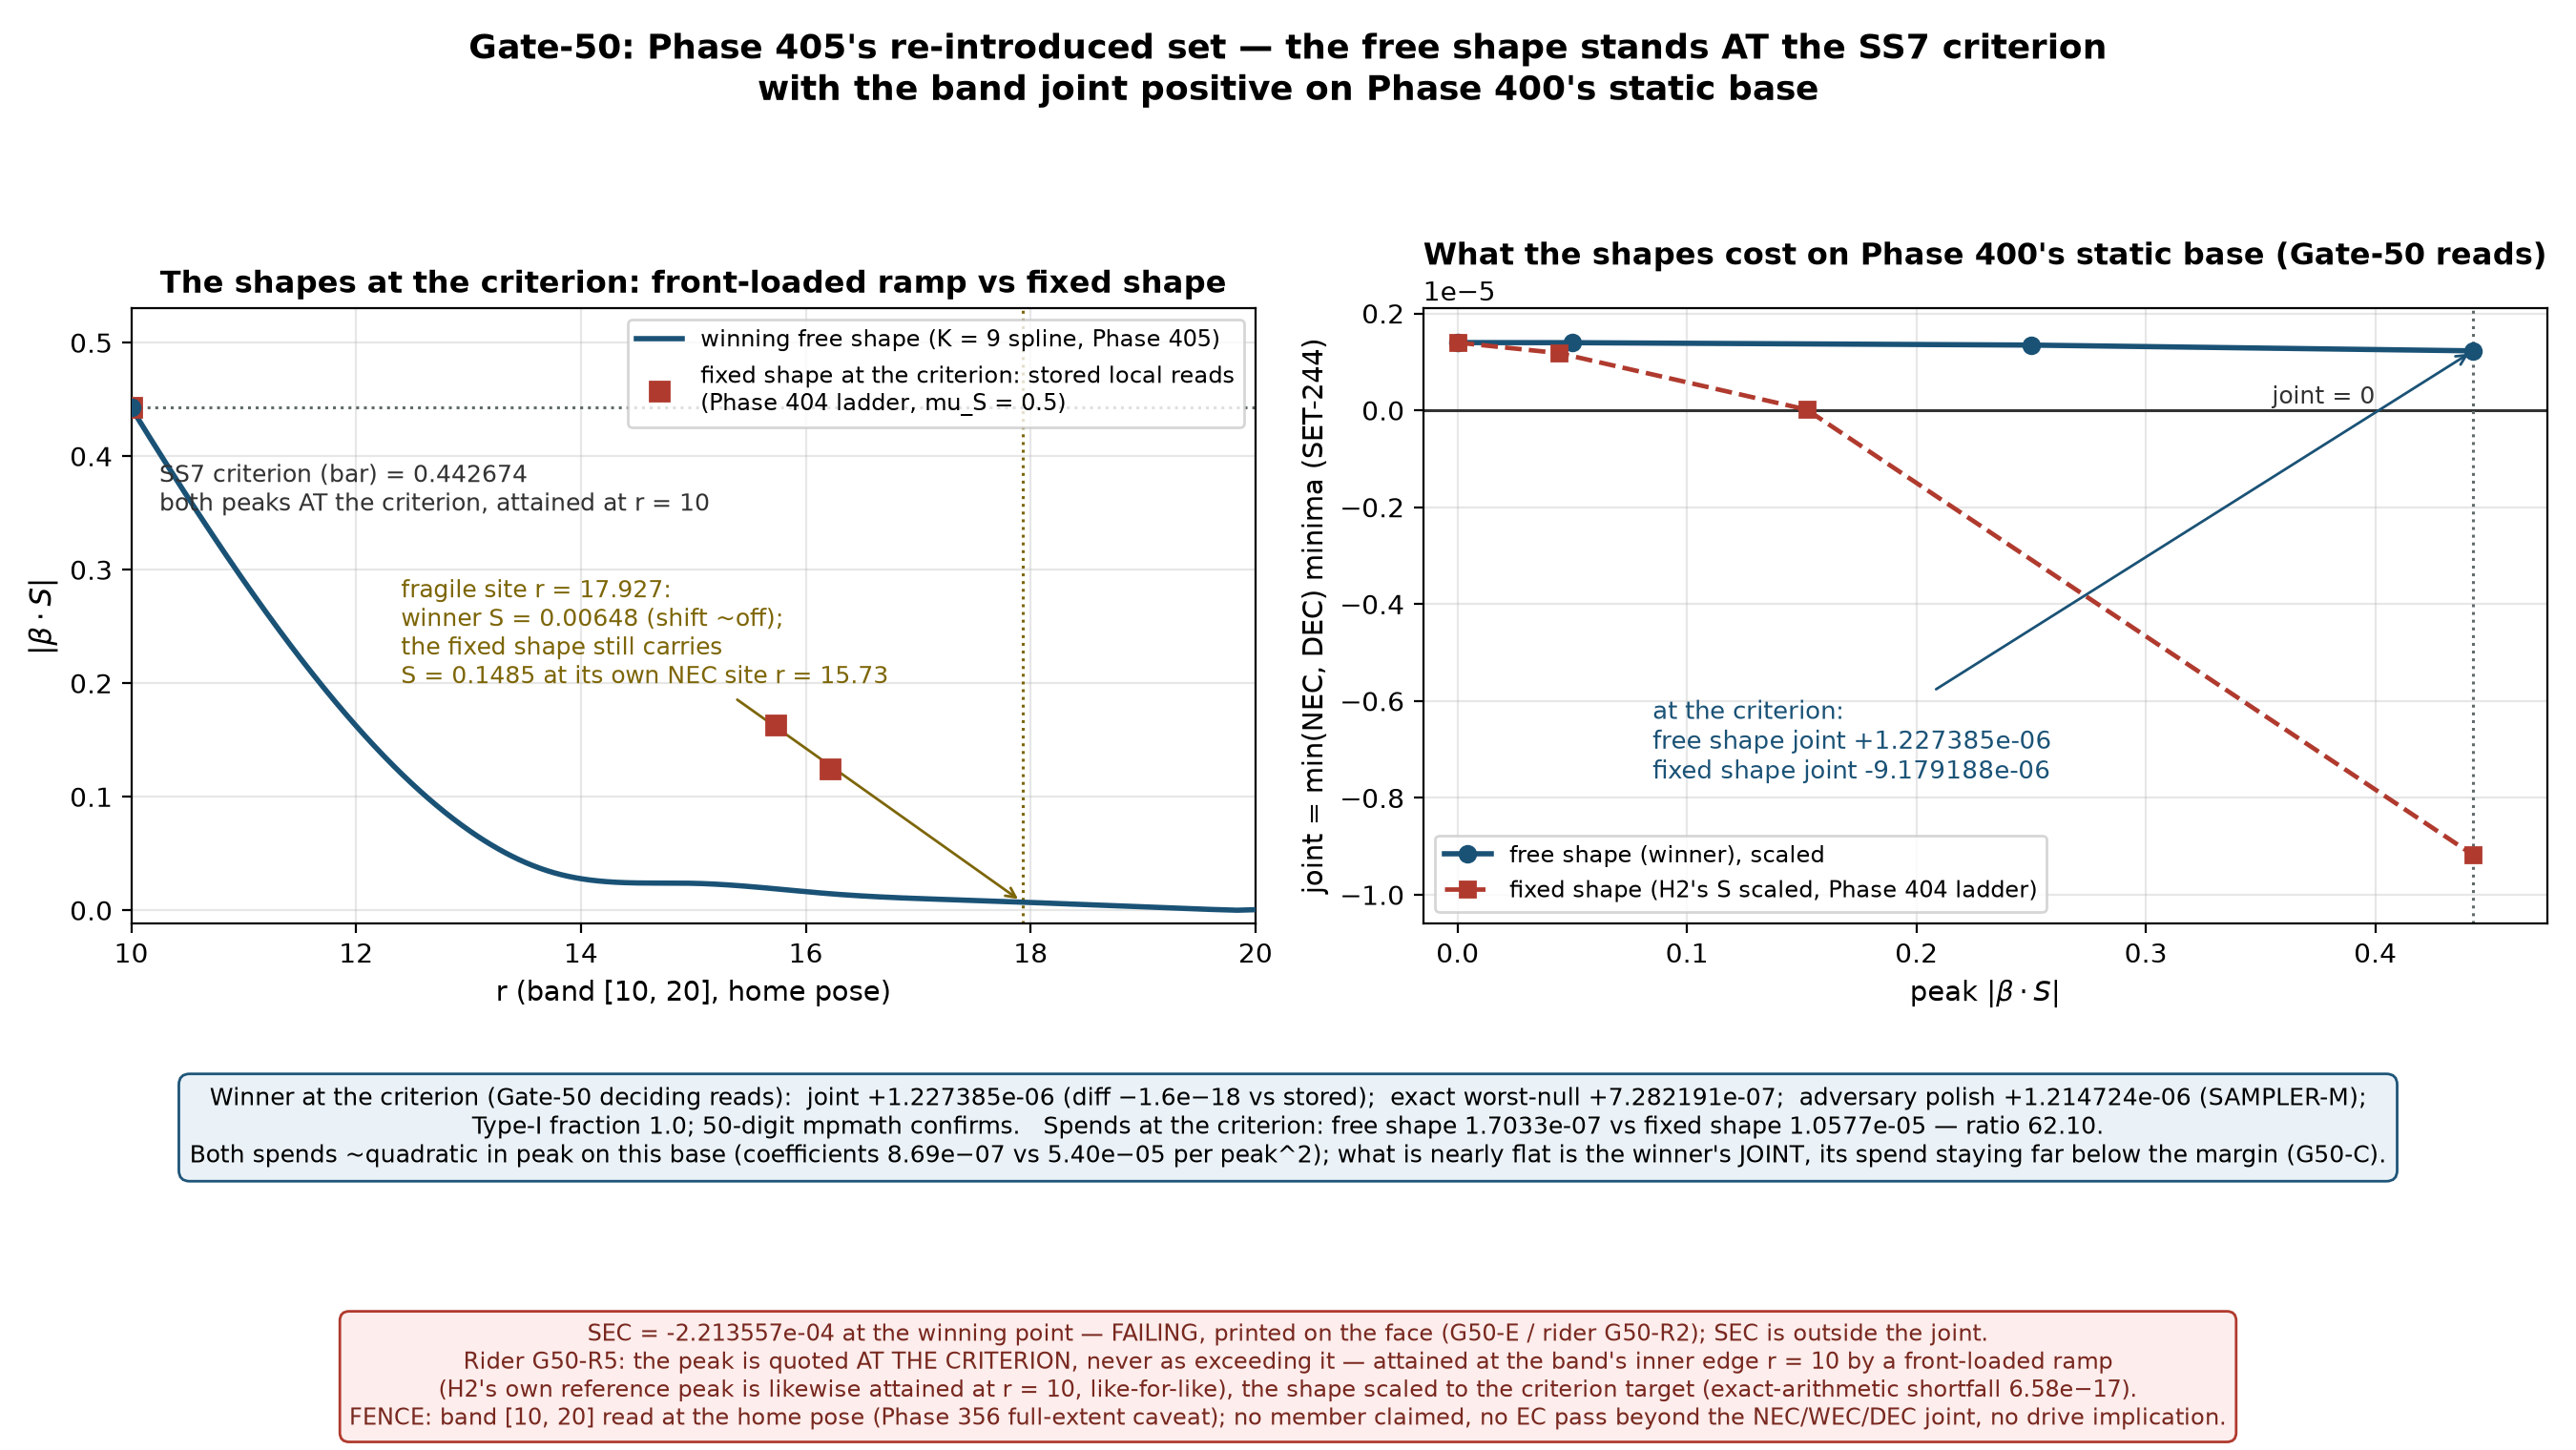 Gate-50: Phase 405's re-introduced set — the free shape stands AT the SS7 criterion
with the band joint positive on Phase 400's static base
The shapes at the criterion: front-loaded ramp vs fixed shape
0.5
0.4
0.3
0.2
0.1
0.0
|β · S|
winning free shape (K = 9 spline, Phase 405)
fixed shape at the criterion: stored local reads
(Phase 404 ladder, mu_S = 0.5)
SS7 criterion (bar) = 0.442674
both peaks AT the criterion, attained at r = 10
fragile site r = 17.927:
winner S = 0.00648 (shift ~off);
the fixed shape still carries
S = 0.1485 at its own NEC site r = 15.73
10 12 14 16 18 20
r (band [10, 20], home pose)
What the shapes cost on Phase 400's static base (Gate-50 reads)
1e−5
0.2
0.0
−0.2
−0.4
−0.6
−0.8
−1.0
joint = min(NEC, DEC) minima (SET-244)
joint = 0
at the criterion:
free shape joint +1.227385e-06
fixed shape joint -9.179188e-06
free shape (winner), scaled
fixed shape (H2's S scaled, Phase 404 ladder)
0.0 0.1 0.2 0.3 0.4
peak |β · S|
Winner at the criterion (Gate-50 deciding reads):  joint +1.227385e-06 (diff −1.6e−18 vs stored);  exact worst-null +7.282191e-07;  adversary polish +1.214724e-06 (SAMPLER-M);
Type-I fraction 1.0; 50-digit mpmath confirms.   Spends at the criterion: free shape 1.7033e-07 vs fixed shape 1.0577e-05 — ratio 62.10.
Both spends ~quadratic in peak on this base (coefficients 8.69e−07 vs 5.40e−05 per peak^2); what is nearly flat is the winner's JOINT, its spend staying far below the margin (G50-C).
SEC = -2.213557e-04 at the winning point — FAILING, printed on the face (G50-E / rider G50-R2); SEC is outside the joint.
Rider G50-R5: the peak is quoted AT THE CRITERION, never as exceeding it — attained at the band's inner edge r = 10 by a front-loaded ramp
(H2's own reference peak is likewise attained at r = 10, like-for-like), the shape scaled to the criterion target (exact-arithmetic shortfall 6.58e−17).
FENCE: band [10, 20] read at the home pose (Phase 356 full-extent caveat); no member claimed, no EC pass beyond the NEC/WEC/DEC joint, no drive implication.